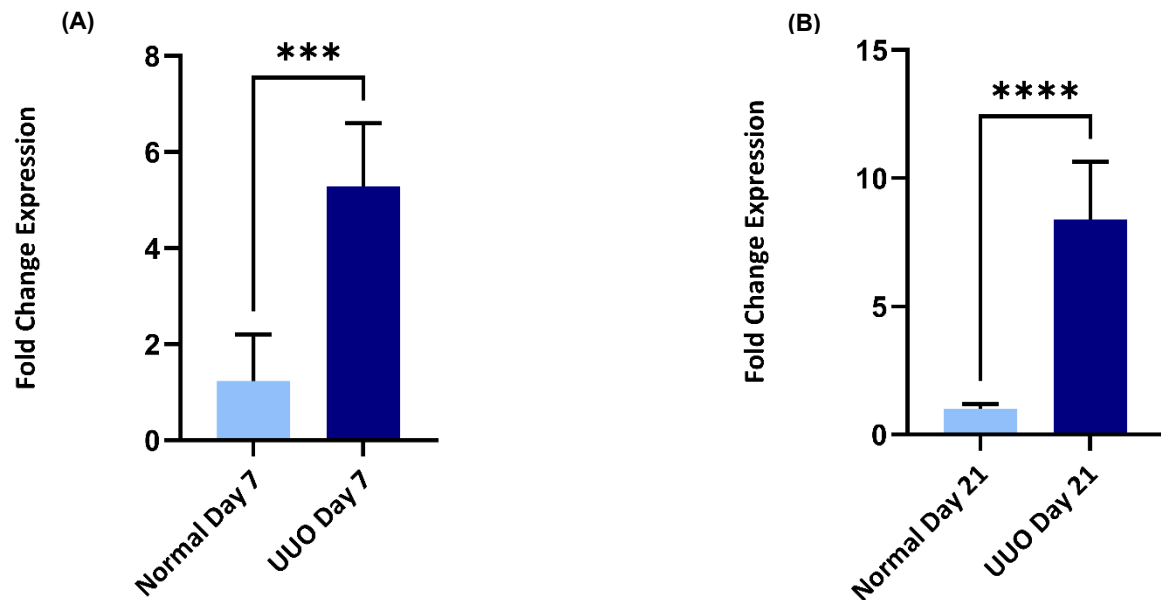 (A)
Fold Change Expression
8
6
4
2
0
***
Normal Day 7
UUO Day 7
(B)
Fold Change Expression
15
10
5
0
****
Normal Day 21
UUO Day 21